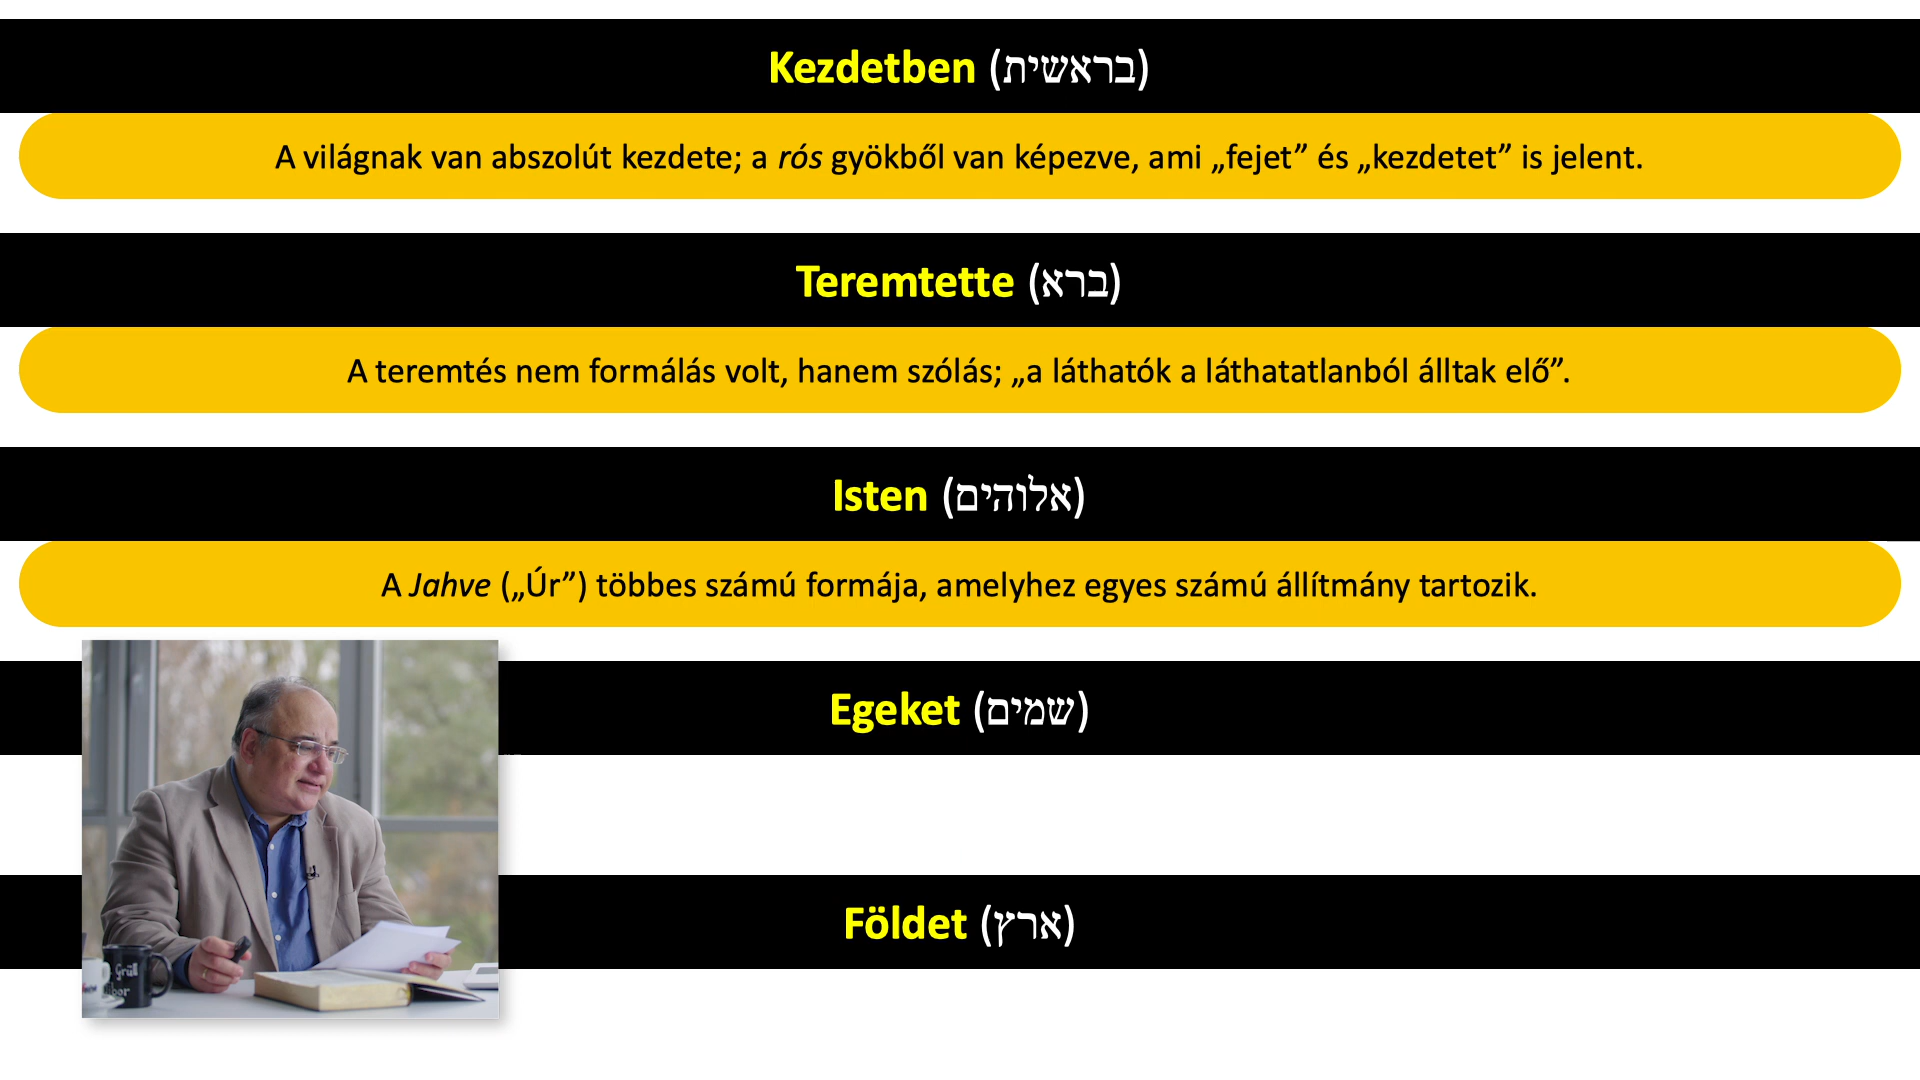 Kezdetben (בראשית)
A világnak van abszolút kezdete; a rós gyökből van képezve, ami „fejet” és „kezdetet” is jelent.
Teremtette (ברא)
A teremtés nem formálás volt, hanem szólás; „a láthatók a láthatatlanból álltak elő”.
Isten (אלוהים)
A Jahve („Úr”) többes számú formája, amelyhez egyes számú állítmány tartozik.
Egeket (שמים)
Földet (ארץ)
Grüll